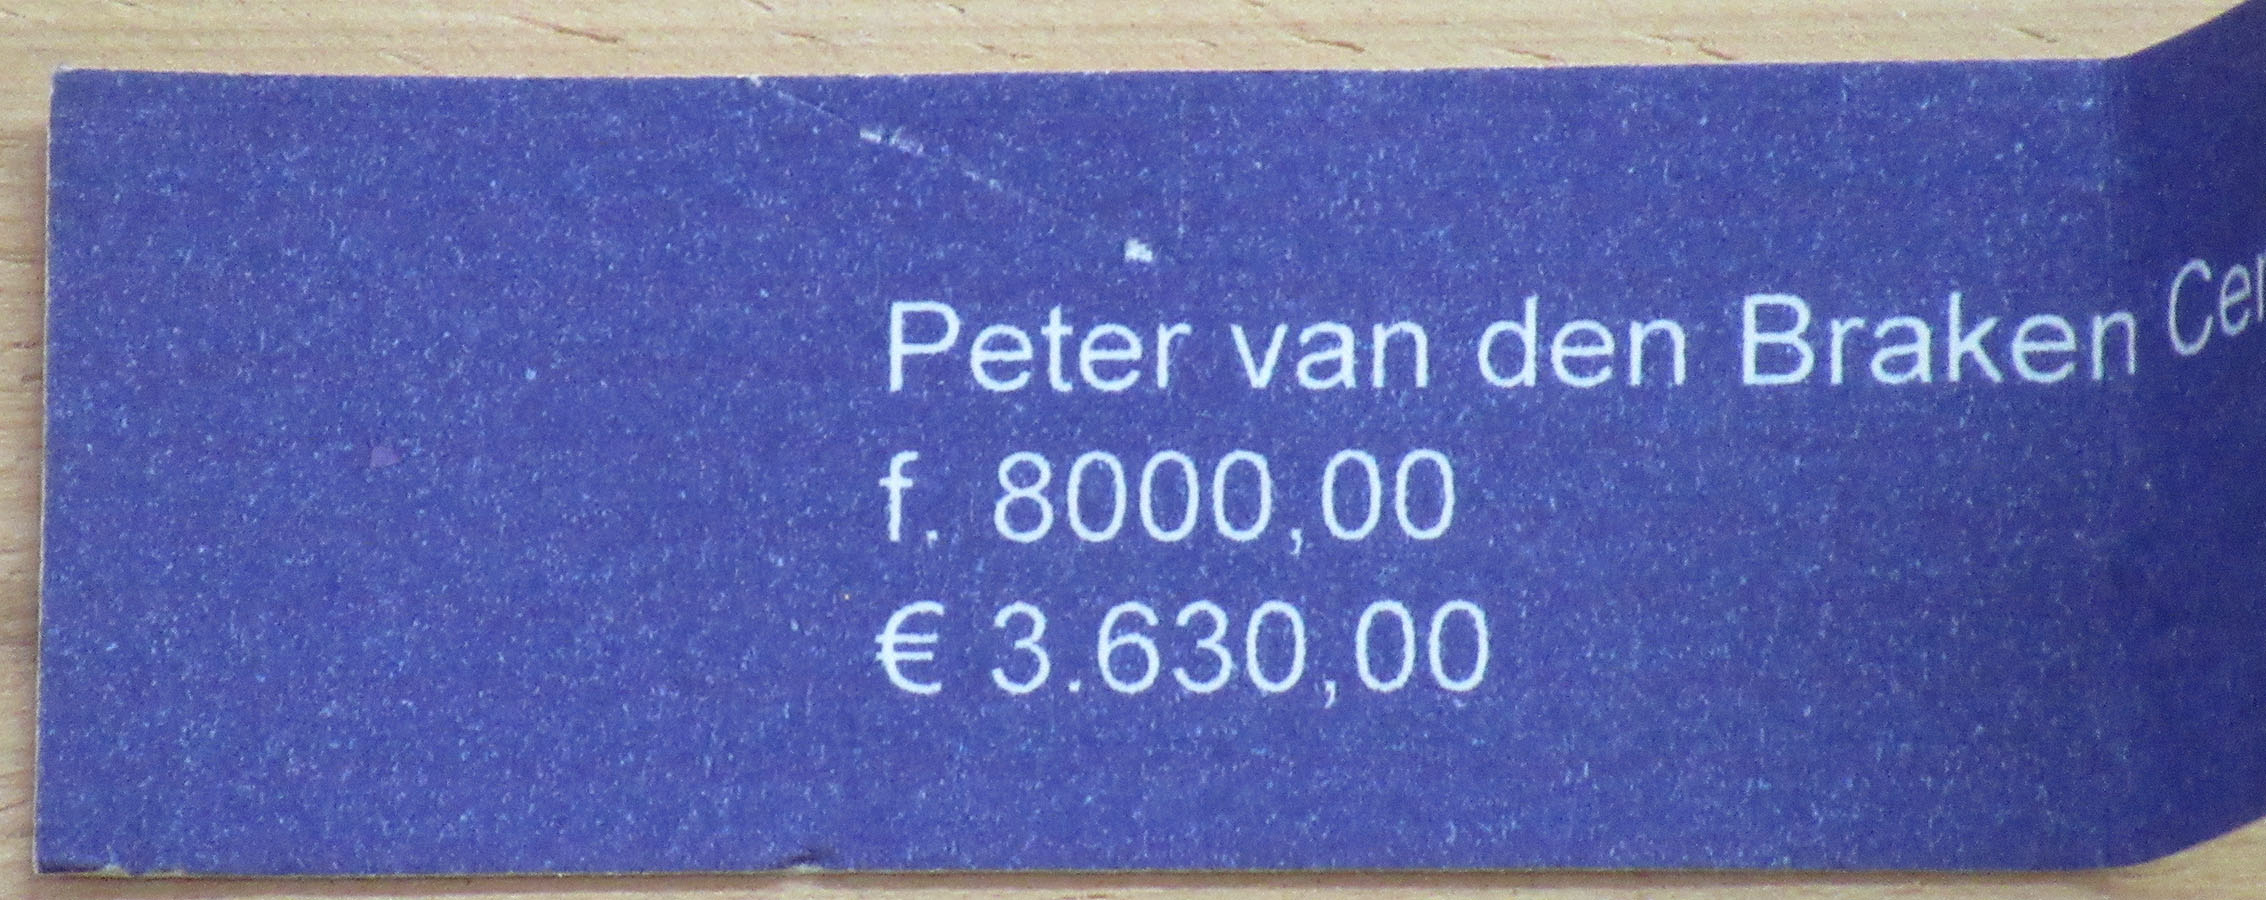 Peter van den Braken
f. 8000,00
€ 3.630,00